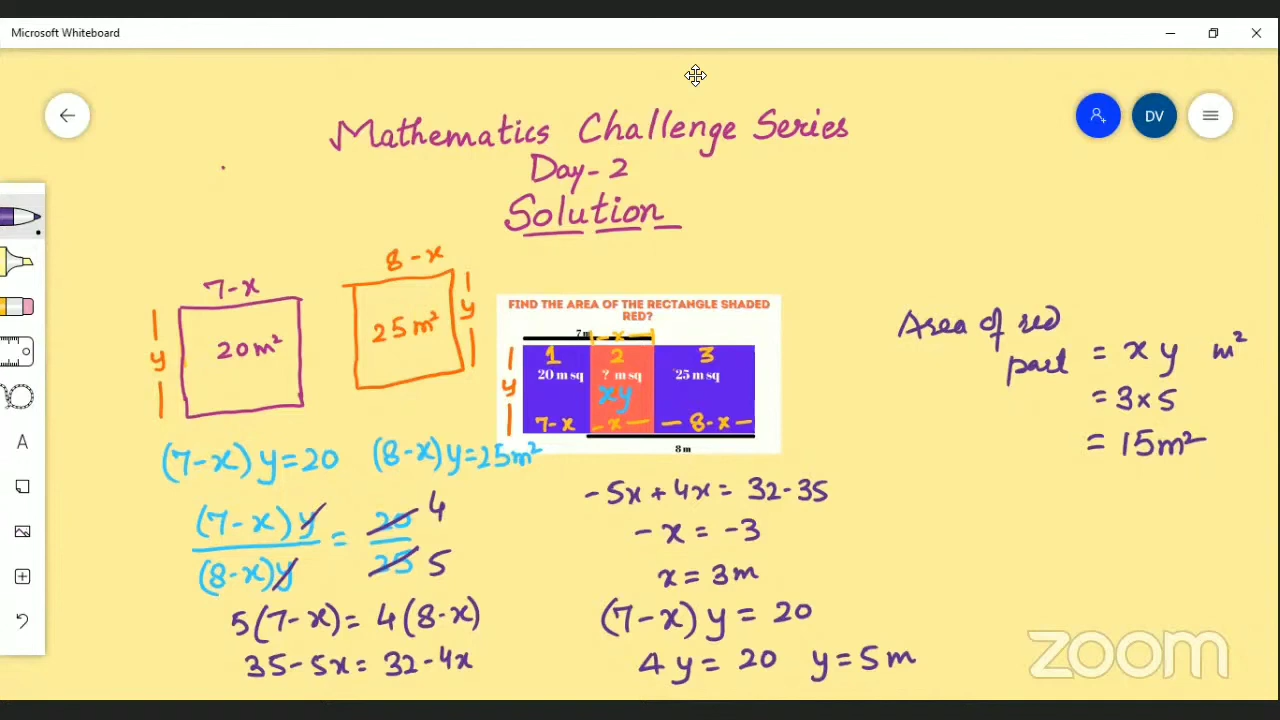 Microsoft Whiteboard
DV
Mathematics Challenge Series
Day-2
Solution
7-x
y
20m²
8-x
25m²
y
FIND THE AREA OF THE RECTANGLE SHADED
RED?
7m
-x-
1 2 3
20 m sq ? m sq 25 m sq
y
xy
7-x -x- -8-x-
8 m
(7-x)y=20 (8-x)y=25m²
(7-x)y / (8-x)y = 20 / 25 4 / 5
5(7-x)= 4(8-x)
35-5x= 32-4x
-5x+4x= 32-35
-x = -3
x = 3m
(7-x)y = 20
4y = 20 y=5m
Area of red
part = xy m²
= 3x5
= 15m²
A
zoom